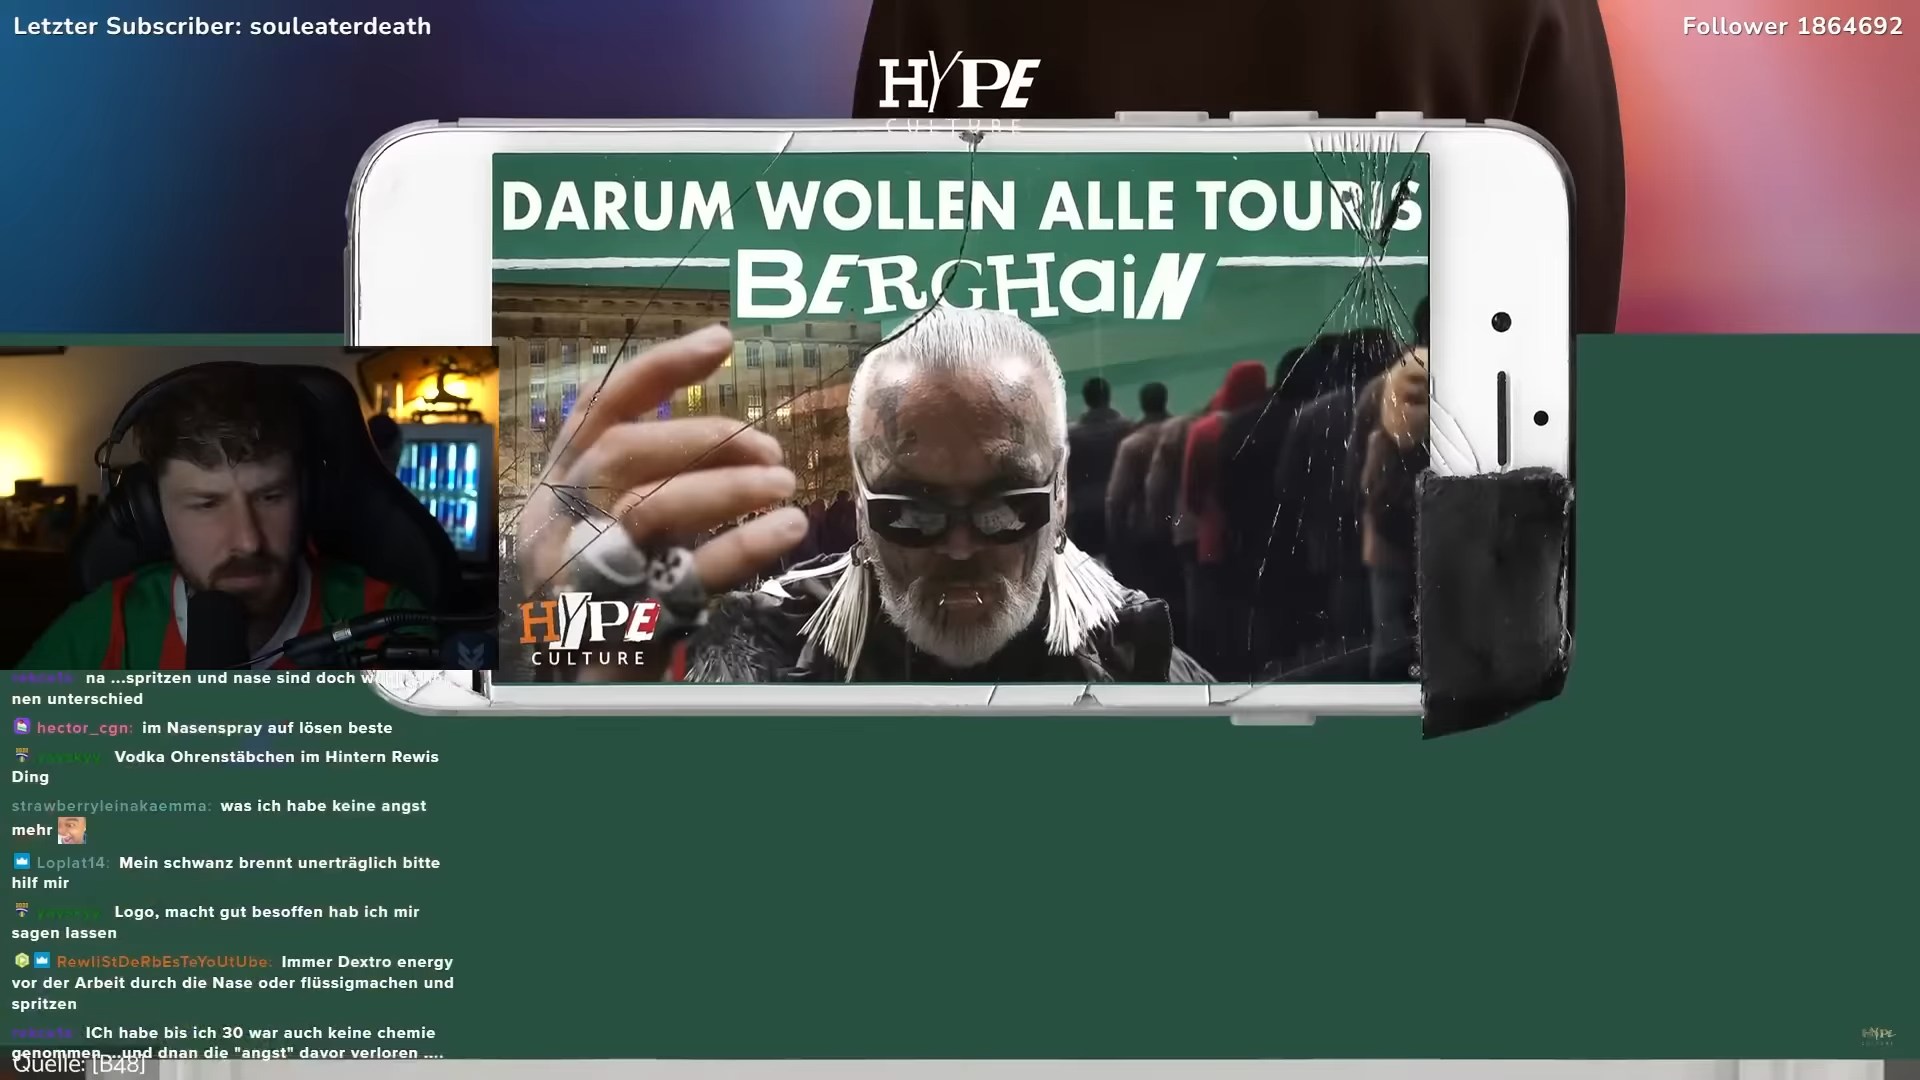 Letzter Subscriber: souleaterdeath
Follower 1864692
HYPE
CULTURE
DARUM WOLLEN ALLE TOURIS
BERGHaiN
HYPE
CULTURE
na ...spritzen und nase sind doch
nen unterschied
hector_cgn: im Nasenspray auf lösen beste
Vodka Ohrenstäbchen im Hintern Rewis
Ding
strawberryleinakaemma: was ich habe keine angst
mehr
Loplat14: Mein schwanz brennt unerträglich bitte
hilf mir
Logo, macht gut besoffen hab ich mir
sagen lassen
RewiIStDeRbEsTeYoUtUbe: Immer Dextro energy
vor der Arbeit durch die Nase oder flüssigmachen und
spritzen
ICh habe bis ich 30 war auch keine chemie
genommen ...und dnan die "angst" davor verloren ....
Quelle: [B48]
HYPE
CULTURE